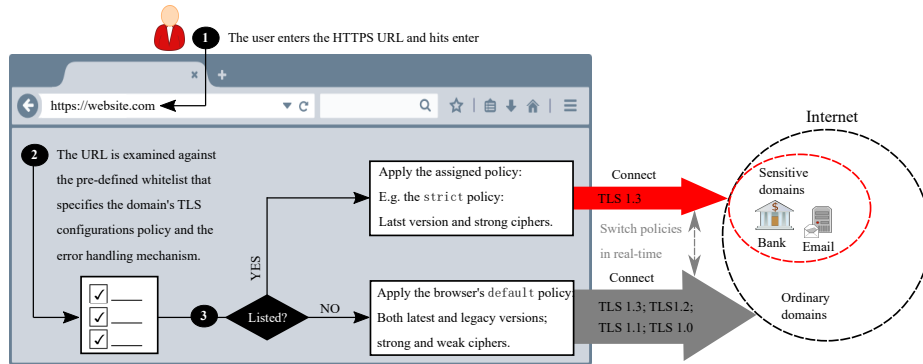 1
The user enters the HTTPS URL and hits enter
https://website.com
2
The URL is examined against
the pre-defined whitelist that
specifies the domain's TLS
configurations policy and the
error handling mechanism.
3
Listed?
YES
NO
Apply the assigned policy:
E.g. the strict policy:
Latst version and strong ciphers.
Apply the browser's default policy:
Both latest and legacy versions;
strong and weak ciphers.
Connect
TLS 1.3
Switch policies
in real-time
Connect
TLS 1.3; TLS1.2;
TLS 1.1; TLS 1.0
Internet
Sensitive
domains
Bank
Email
Ordinary
domains